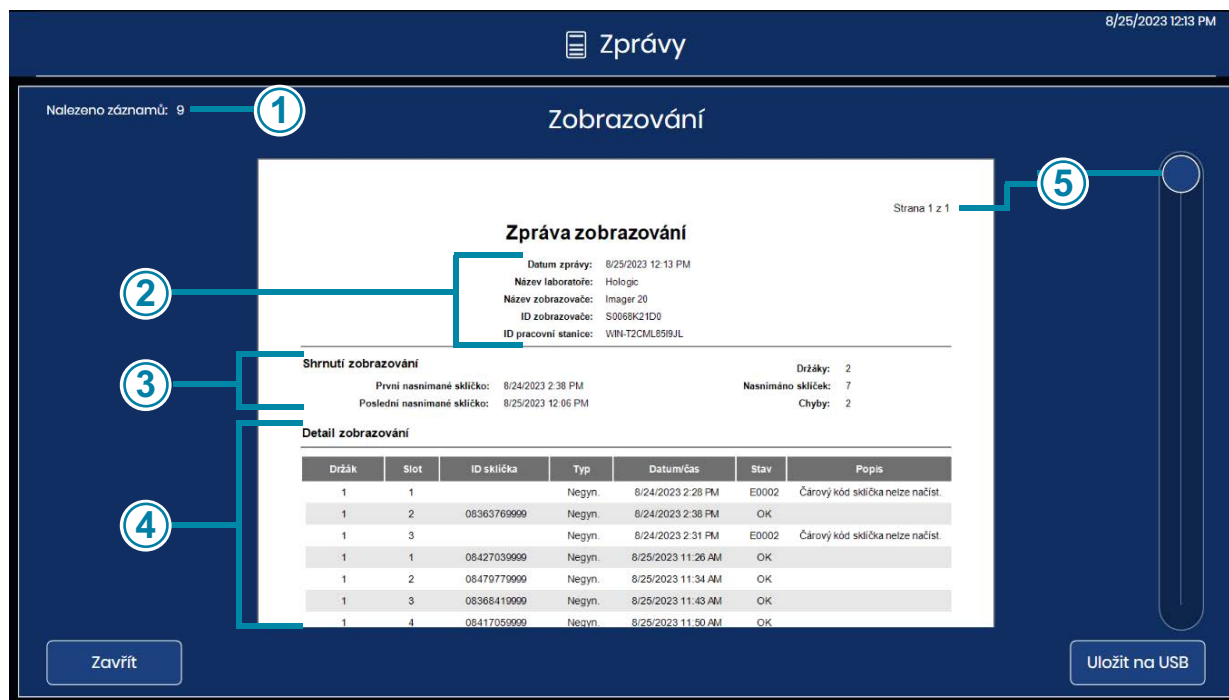 8/25/2023 12:13 PM
Zprávy
Nalezeno záznamů: 9
1
Zobrazování
5
Strana 1 z 1
Zpráva zobrazování
2
Datum zprávy: 8/25/2023 12:13 PM
Název laboratoře: Hologic
Název zobrazovače: Imager 20
ID zobrazovače: S0068K21D0
ID pracovní stanice: WIN-T2CML85I9JL
3
Shrnutí zobrazování
Držáky: 2
První nasnímané sklíčko: 8/24/2023 2:38 PM Nasnímáno sklíček: 7
Poslední nasnímané sklíčko: 8/25/2023 12:06 PM Chyby: 2
4
Detail zobrazování
Držák Slot ID sklíčka Typ Datum/čas Stav Popis
1 1 Negyn. 8/24/2023 2:28 PM E0002 Čárový kód sklíčka nelze načíst.
1 2 08363769999 Negyn. 8/24/2023 2:38 PM OK
1 3 Negyn. 8/24/2023 2:31 PM E0002 Čárový kód sklíčka nelze načíst.
1 1 08427039999 Negyn. 8/25/2023 11:26 AM OK
1 2 08479779999 Negyn. 8/25/2023 11:34 AM OK
1 3 08368419999 Negyn. 8/25/2023 11:43 AM OK
1 4 08417059999 Negyn. 8/25/2023 11:50 AM OK
Zavřít
Uložit na USB